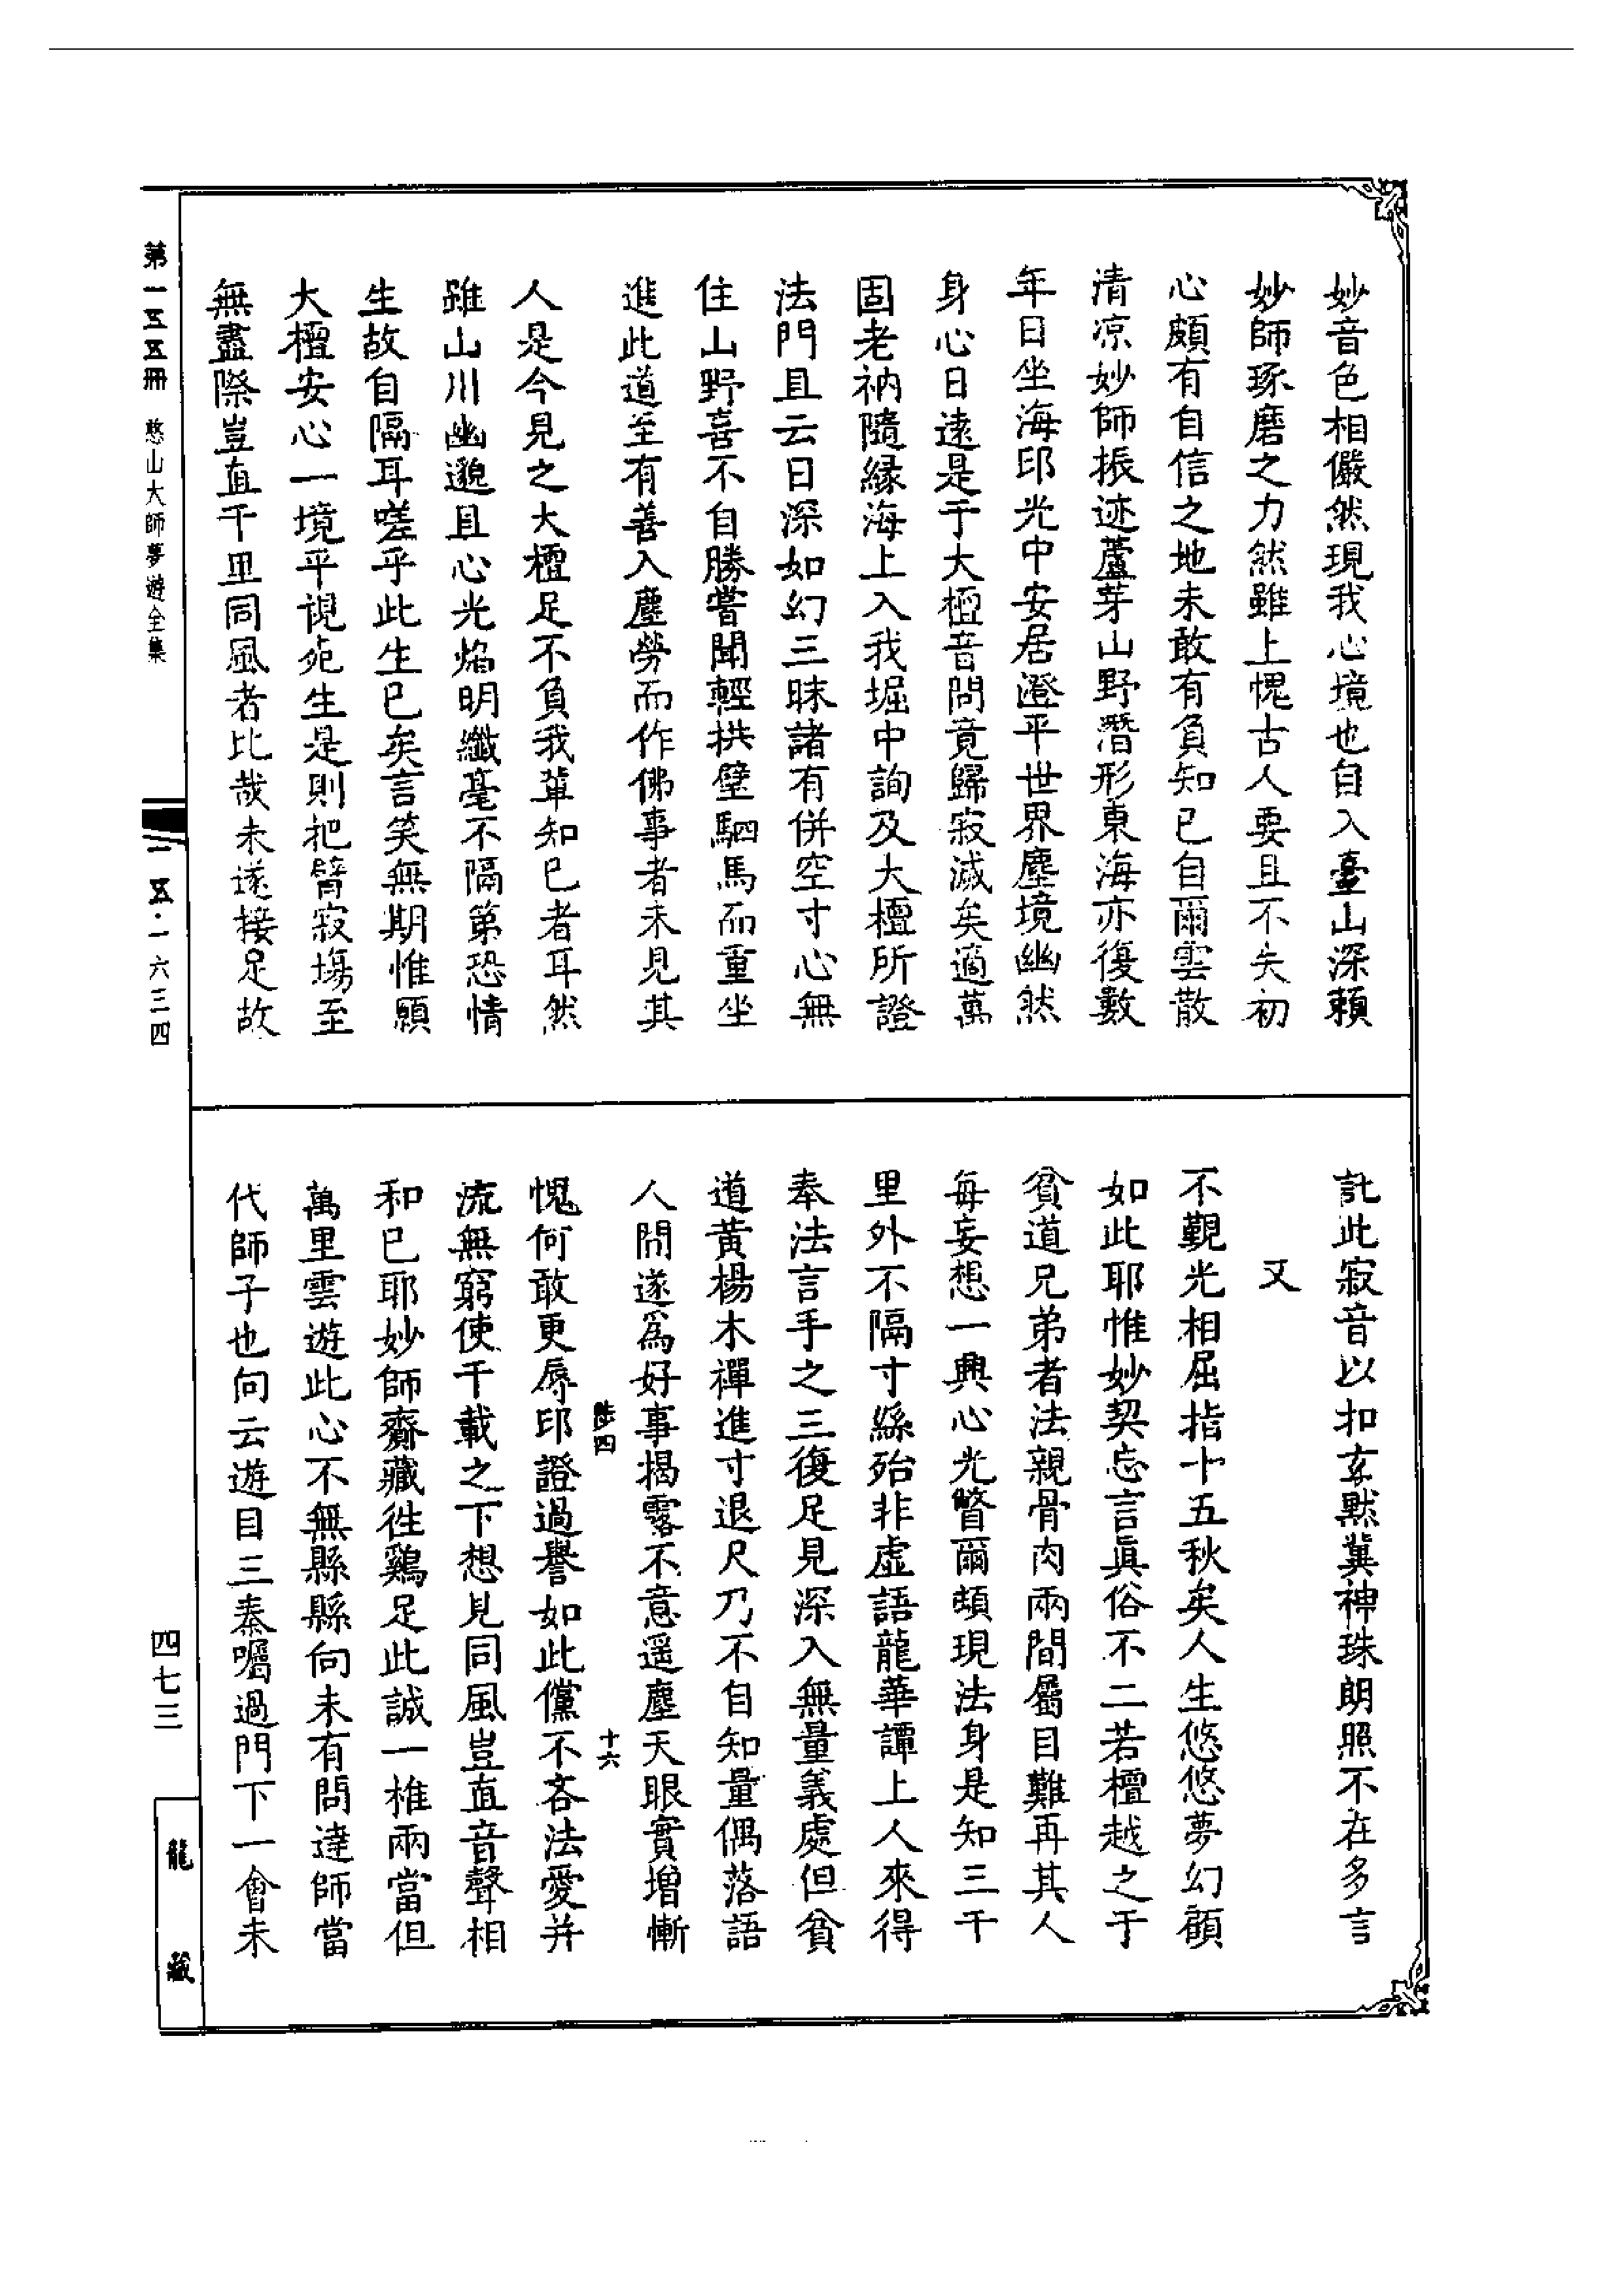 妙音色相儼然現我心境也自入臺山深賴
妙師琢磨之力然雖上愧古人要且不失初
心頗有自信之地未敢有負知己自爾雲散
清凉妙師振迹蘆芽山野潛形東海亦復數
年日坐海印光中安居澄平世界塵境幽然
身心日遠是于大檀音問竟歸寂滅矣適萬
固老衲隨緣海上入我堀中詢及大檀所證
法門且云日深如幻三昧諸有併空寸心無
住山野喜不自勝嘗聞輕拱璧駟馬而重坐
進此道至有善入塵勞而作佛事者未見其
人是今見之大檀足不負我輩知己者耳然
雖山川幽邈且心光焰明纖毫不隔第恐情
生故自隔耳嗟乎此生已矣言笑無期惟願
大檀安心一境平視死生是則把臂寂場至
無盡際豈直千里同風者比哉未遂接足故
託此寂音以扣玄默冀神珠朗照不在多言
又
不覩光相屈指十五秋矣人生悠悠夢幻顧
如此耶惟妙契忘言眞俗不二若檀越之于
貧道兄弟者法親骨肉兩間屬目難再其人
每妄想一興心光瞥爾頓現法身是知三千
里外不隔寸絲殆非虛語龍華譚上人來得
奉法言手之三復足見深入無量義處但貧
道黃楊木禪進寸退尺乃不自知量偶落語
人間遂爲好事揭露不意遥塵天眼實增慚
陟四 十六
愧何敢更辱印證過譽如此儻不吝法愛并
流無窮使千載之下想見同風豈直音聲相
和已耶妙師齎藏徃鷄足此誠一椎兩當但
萬里雲遊此心不無縣縣向未有問達師當
代師子也向云遊目三秦囑過門下一會未
第一五五冊 憨山大師夢遊全集
一五五·一六三四
四七三
龍藏